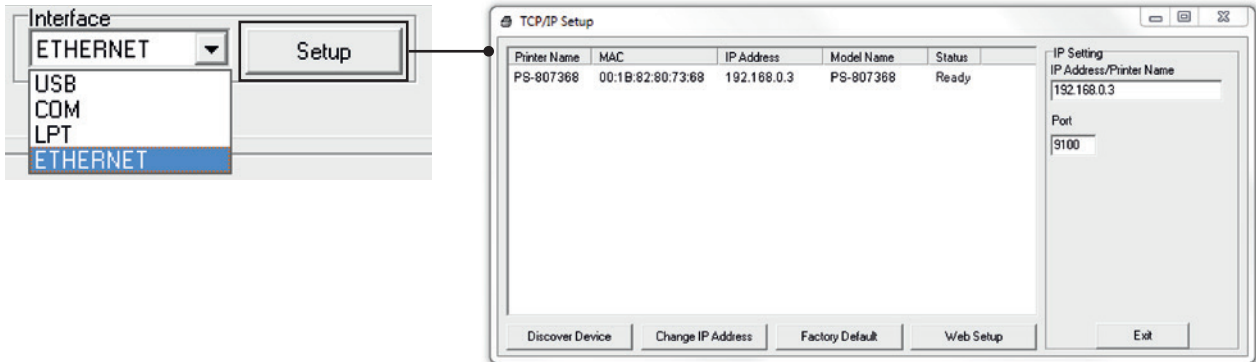 Interface
ETHERNET
Setup
USB
COM
LPT
ETHERNET
TCP/IP Setup
Printer Name MAC IP Address Model Name Status
PS-807368 00:1B:82:80:73:68 192.168.0.3 PS-807368 Ready
IP Setting
IP Address/Printer Name
192.168.0.3
Port
9100
Discover Device Change IP Address Factory Default Web Setup Exit